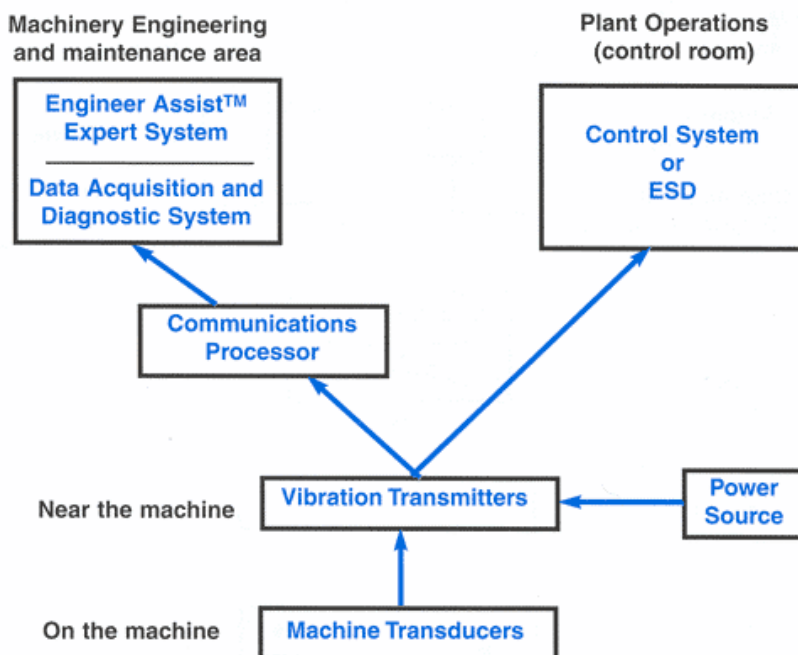 Machinery Engineering
and maintenance area
Plant Operations
(control room)
Engineer Assist™
Expert System
Data Acquisition and
Diagnostic System
Control System
or
ESD
Communications
Processor
Near the machine
Vibration Transmitters
Power
Source
On the machine
Machine Transducers